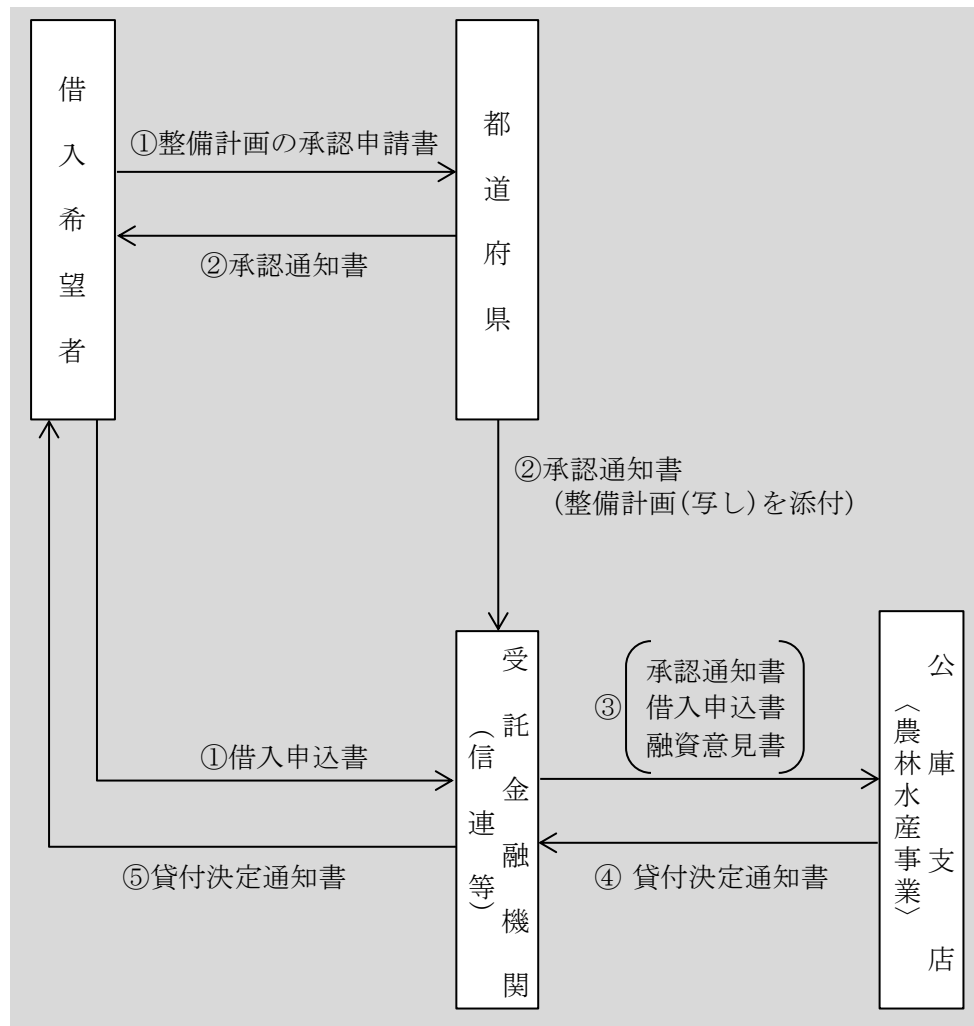 借入希望者
①整備計画の承認申請書
都道府県
②承認通知書
②承認通知書
(整備計画(写し)を添付)
受託金融機関
(信連等)
①借入申込書
⑤貸付決定通知書
③
承認通知書
借入申込書
融資意見書
④ 貸付決定通知書
公庫支店
〈農林水産事業〉